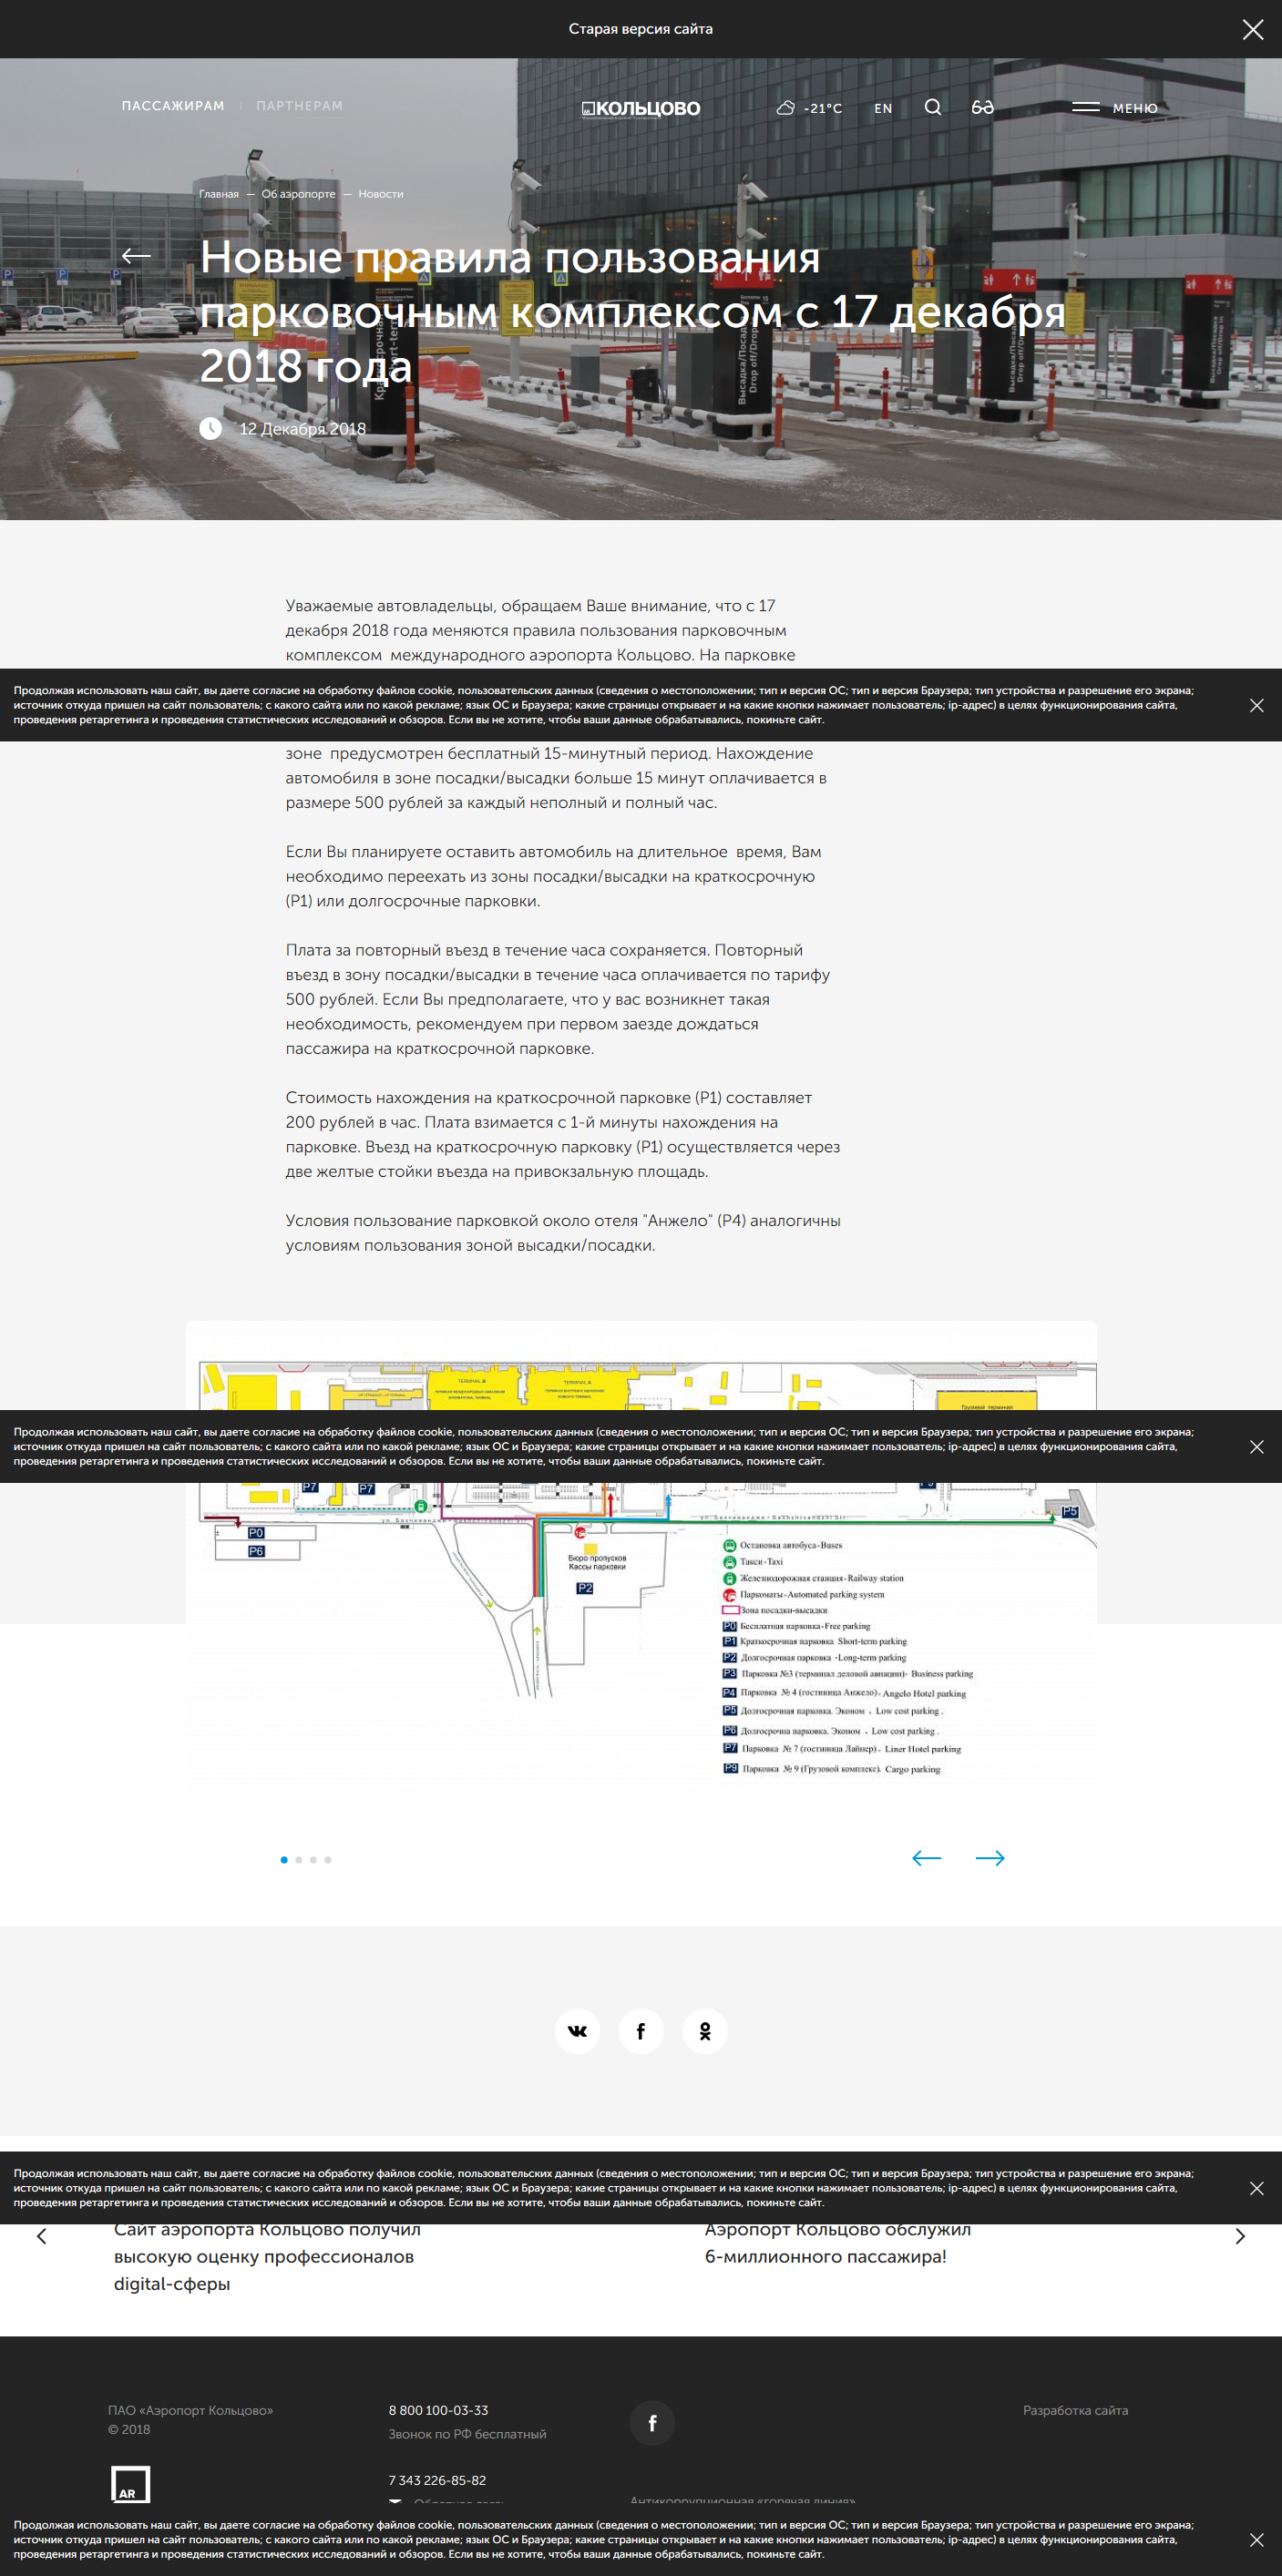 Старая версия сайта
ПАССАЖИРАМ | ПАРТНЕРАМ
КОЛЬЦОВО
-21°C
EN
МЕНЮ
Главная — Об аэропорте — Новости
Новые правила пользования
парковочным комплексом с 17 декабря
2018 года
12 Декабря 2018
Уважаемые автовладельцы, обращаем Ваше внимание, что с 17
декабря 2018 года меняются правила пользования парковочным
комплексом международного аэропорта Кольцово. На парковке
Продолжая использовать наш сайт, вы даете согласие на обработку файлов cookie, пользовательских данных (сведения о местоположении; тип и версия ОС; тип и версия Браузера; тип устройства и разрешение его экрана;
источник откуда пришел на сайт пользователь; с какого сайта или по какой рекламе; язык ОС и Браузера; какие страницы открывает и на какие кнопки нажимает пользователь; ip-адрес) в целях функционирования сайта,
проведения ретаргетинга и проведения статистических исследований и обзоров. Если вы не хотите, чтобы ваши данные обрабатывались, покиньте сайт.
зоне предусмотрен бесплатный 15-минутный период. Нахождение
автомобиля в зоне посадки/высадки больше 15 минут оплачивается в
размере 500 рублей за каждый неполный и полный час.
Если Вы планируете оставить автомобиль на длительное время, Вам
необходимо переехать из зоны посадки/высадки на краткосрочную
(P1) или долгосрочные парковки.
Плата за повторный въезд в течение часа сохраняется. Повторный
въезд в зону посадки/высадки в течение часа оплачивается по тарифу
500 рублей. Если Вы предполагаете, что у вас возникнет такая
необходимость, рекомендуем при первом заезде дождаться
пассажира на краткосрочной парковке.
Стоимость нахождения на краткосрочной парковке (P1) составляет
200 рублей в час. Плата взимается с 1-й минуты нахождения на
парковке. Въезд на краткосрочную парковку (P1) осуществляется через
две желтые стойки въезда на привокзальную площадь.
Условия пользование парковкой около отеля "Анжело" (P4) аналогичны
условиям пользования зоной высадки/посадки.
TERMINAL B
TERMINAL A
Грузовой терминал
Продолжая использовать наш сайт, вы даете согласие на обработку файлов cookie, пользовательских данных (сведения о местоположении; тип и версия ОС; тип и версия Браузера; тип устройства и разрешение его экрана;
источник откуда пришел на сайт пользователь; с какого сайта или по какой рекламе; язык ОС и Браузера; какие страницы открывает и на какие кнопки нажимает пользователь; ip-адрес) в целях функционирования сайта,
проведения ретаргетинга и проведения статистических исследований и обзоров. Если вы не хотите, чтобы ваши данные обрабатывались, покиньте сайт.
P7
P7
P9
P5
P0
P6
Бюро пропусков
Кассы парковки
P2
Остановка автобуса-Buses
Такси-Taxi
Железнодорожная станция-Railway station
Паркоматы-Automated parking system
Зона посадки-высадки
P0 Бесплатная парковка-Free parking
P1 Краткосрочная парковка Short-term parking
P2 Долгосрочная парковка -Long-term parking
P3 Парковка №3 (терминал деловой авиации)- Business parking
P4 Парковка № 4 (гостиница Анжело)- Angelo Hotel parking
P5 Долгосрочная парковка. Эконом . Low cost parking .
P6 Долгосрочна парковка. Эконом . Low cost parking .
P7 Парковка № 7 (гостиница Лайнер). Liner Hotel parking
P9 Парковка № 9 (Грузовой комплекс). Cargo parking
Продолжая использовать наш сайт, вы даете согласие на обработку файлов cookie, пользовательских данных (сведения о местоположении; тип и версия ОС; тип и версия Браузера; тип устройства и разрешение его экрана;
источник откуда пришел на сайт пользователь; с какого сайта или по какой рекламе; язык ОС и Браузера; какие страницы открывает и на какие кнопки нажимает пользователь; ip-адрес) в целях функционирования сайта,
проведения ретаргетинга и проведения статистических исследований и обзоров. Если вы не хотите, чтобы ваши данные обрабатывались, покиньте сайт.
Сайт аэропорта Кольцово получил
высокую оценку профессионалов
digital-сферы
Аэропорт Кольцово обслужил
6-миллионного пассажира!
ПАО «Аэропорт Кольцово»
© 2018
AR
8 800 100-03-33
Звонок по РФ бесплатный
7 343 226-85-82
Обратная связь
Антикоррупционная «горячая линия»
Разработка сайта
Продолжая использовать наш сайт, вы даете согласие на обработку файлов cookie, пользовательских данных (сведения о местоположении; тип и версия ОС; тип и версия Браузера; тип устройства и разрешение его экрана;
источник откуда пришел на сайт пользователь; с какого сайта или по какой рекламе; язык ОС и Браузера; какие страницы открывает и на какие кнопки нажимает пользователь; ip-адрес) в целях функционирования сайта,
проведения ретаргетинга и проведения статистических исследований и обзоров. Если вы не хотите, чтобы ваши данные обрабатывались, покиньте сайт.